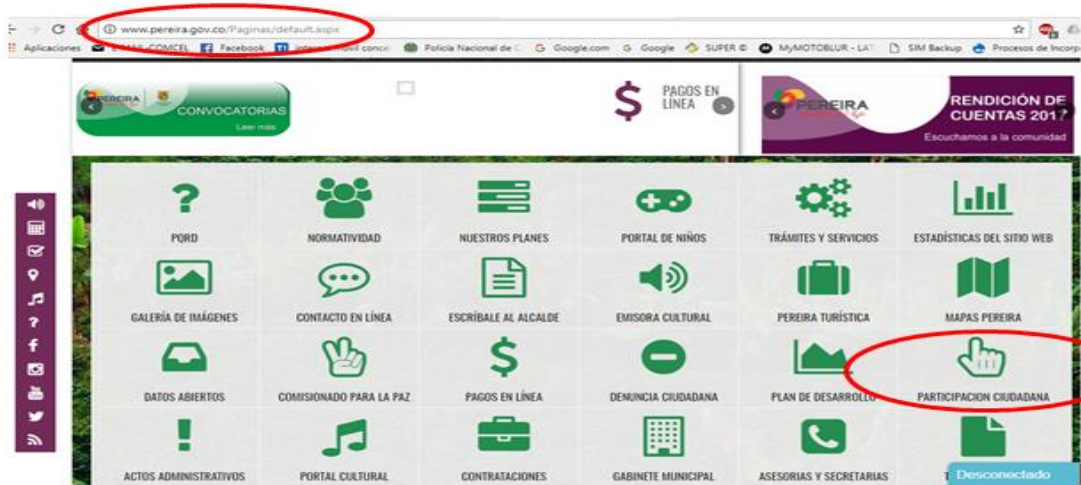 www.pereira.gov.co/Paginas/default.aspx
Aplicaciones E-MAIL-COMCEL Facebook Policia Nacional de C Google.com Google SUPER MyMOTOBLUR - LAT SIM Backup Procesos de Incorp
PEREIRA
CONVOCATORIAS
Leer más
$ PAGOS EN
LÍNEA
PEREIRA
RENDICIÓN DE
CUENTAS 2017
Escuchamos a la comunidad
PQRD NORMATIVIDAD NUESTROS PLANES PORTAL DE NIÑOS TRÁMITES Y SERVICIOS ESTADÍSTICAS DEL SITIO WEB
GALERÍA DE IMÁGENES CONTACTO EN LÍNEA ESCRÍBALE AL ALCALDE EMISORA CULTURAL PEREIRA TURÍSTICA MAPAS PEREIRA
DATOS ABIERTOS COMISIONADO PARA LA PAZ PAGOS EN LÍNEA DENUNCIA CIUDADANA PLAN DE DESARROLLO PARTICIPACION CIUDADANA
ACTOS ADMINISTRATIVOS PORTAL CULTURAL CONTRATACIONES GABINETE MUNICIPAL ASESORIAS Y SECRETARIAS
Desconectado